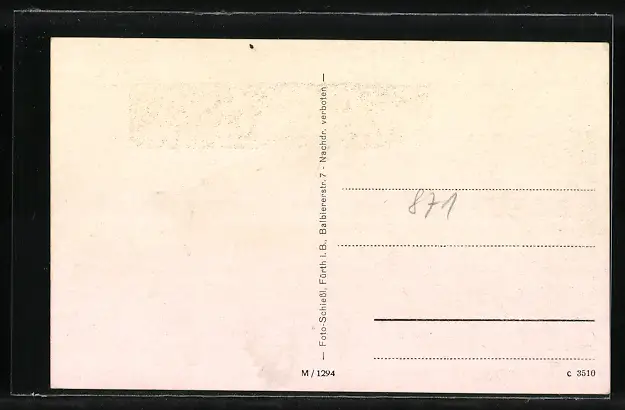 — Foto-Schießl, Fürth i. B., Balbiererstr. 7 - Nachdr. verboten —
871
M/1294
c 3510